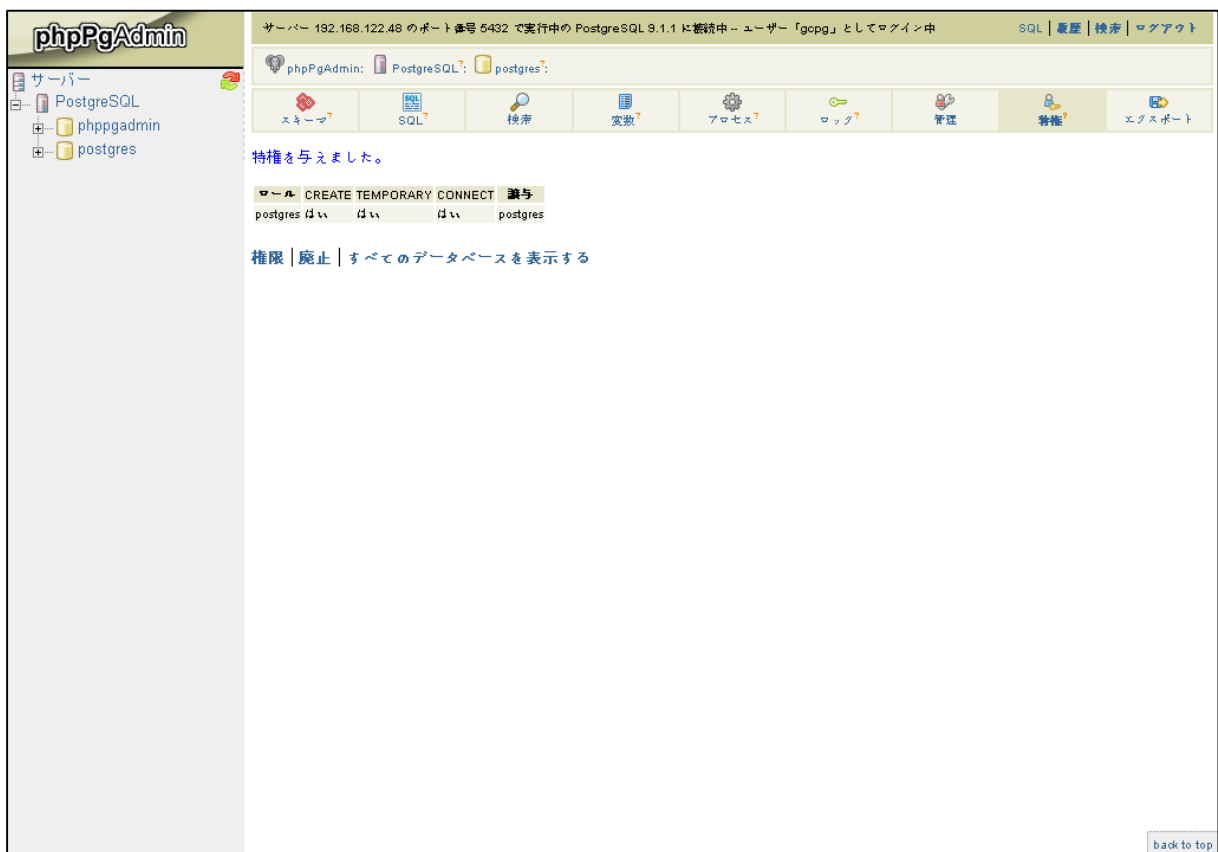 phpPgAdmin
サーバー
PostgreSQL
phppgadmin
postgres
サーバー 192.168.122.48 のポート番号 5432 で実行中の PostgreSQL 9.1.1 に接続中 -- ユーザー 「gopg」としてログイン中
SQL | 履歴 | 検索 | ログアウト
phpPgAdmin: PostgreSQL?: postgres?:
スキーマ? SQL? 検索 変数? プロセス? ロック? 管理 特権? エクスポート
特権を与えました。
ロール CREATE TEMPORARY CONNECT 譲与
postgres はい はい はい postgres
権限 | 廃止 | すべてのデータベースを表示する
back to top